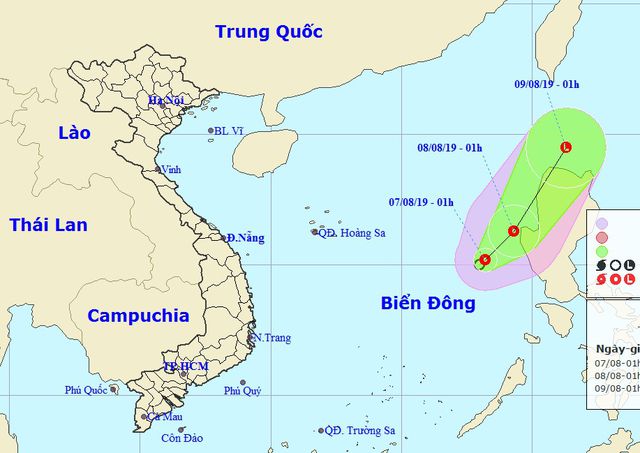 Trung Quốc
09/08/19 - 01h
Hà Nội
BL Vĩ
Lào
08/08/19 - 01h
L
Vinh
07/08/19 - 01h
Thái Lan
Đ.Nẵng
QĐ. Hoàng Sa
6
6
L
L
Biển Đông
Campuchia
N.Trang
TP.HCM
Ngày-gi
07/08-01h
08/08-01h
09/08-01h
Phú Quốc
Phú Quý
Cà Mau
Côn Đảo
QĐ. Trường Sa